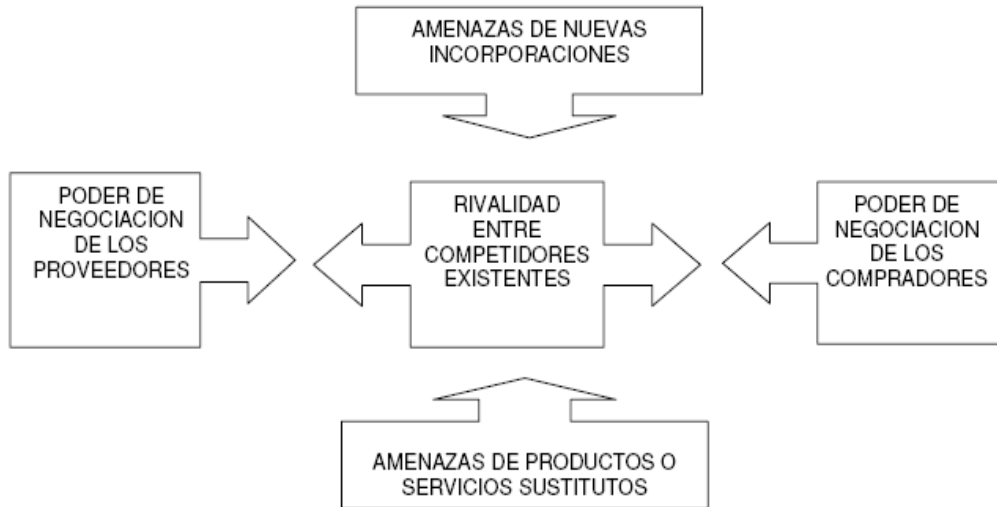 AMENAZAS DE NUEVAS
INCORPORACIONES
PODER DE
NEGOCIACION
DE LOS
PROVEEDORES
RIVALIDAD
ENTRE
COMPETIDORES
EXISTENTES
PODER DE
NEGOCIACION
DE LOS
COMPRADORES
AMENAZAS DE PRODUCTOS O
SERVICIOS SUSTITUTOS